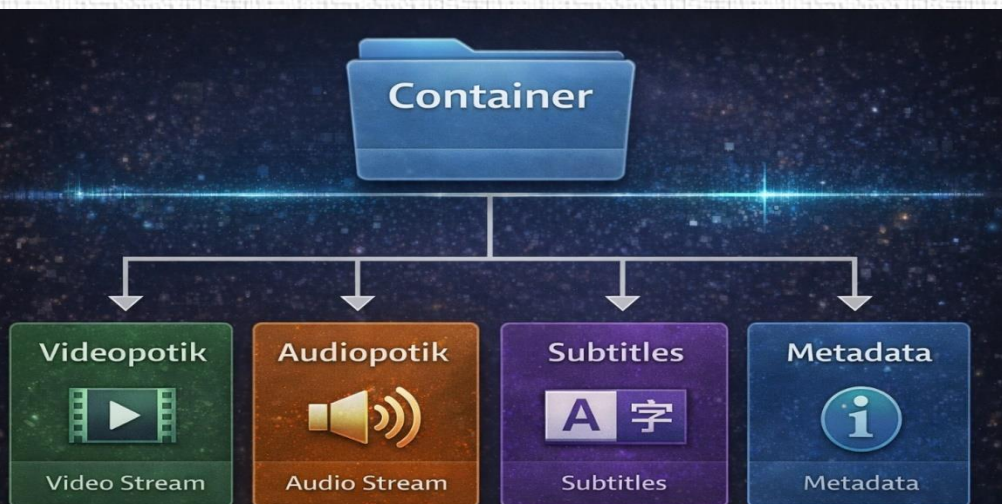 Container
Videopotik
Audiopotik
Subtitles
Metadata
A 字
Video Stream
Audio Stream
Subtitles
Metadata